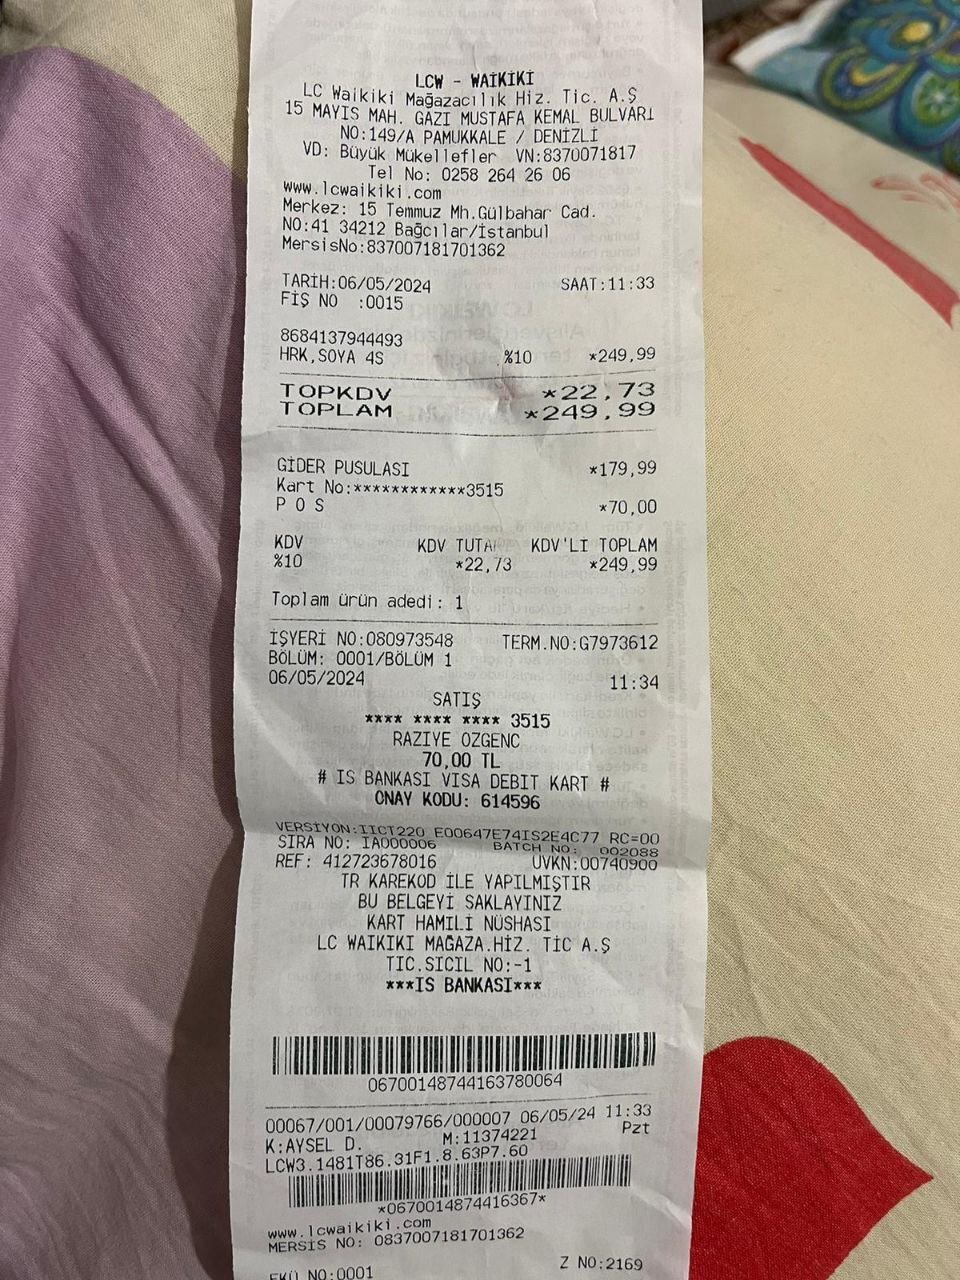 LCW - WAIKIKI
LC Waikiki Mağazacılık Hiz. Tic. A.Ş
15 MAYIS MAH. GAZI MUSTAFA KEMAL BULVARI
NO:149/A PAMUKKALE / DENİZLİ
VD: Büyük Mükellefler VN:8370071817
Tel No: 0258 264 26 06
www.lcwaikiki.com
Merkez: 15 Temmuz Mh.Gülbahar Cad.
NO:41 34212 Bağcılar/İstanbul
MersisNo:837007181701362
TARİH:06/05/2024 SAAT:11:33
FİŞ NO :0015
8684137944493
HRK,SOYA 4S %10 *249,99
TOPKDV *22,73
TOPLAM *249,99
GİDER PUSULASI *179,99
Kart No:************3515
P O S *70,00
KDV KDV TUTA KDV'LI TOPLAM
%10 *22,73 *249,99
Toplam ürün adedi: 1
İŞYERİ NO:080973548 TERM.NO:G7973612
BÖLÜM: 0001/BÖLÜM 1
06/05/2024 11:34
SATIŞ
**** **** **** 3515
RAZIYE OZGENC
70,00 TL
# IS BANKASI VISA DEBIT KART #
ONAY KODU: 614596
VERSİYON:IICT220 E00647E74IS2E4C77 RC=00
SIRA NO: IA000006 BATCH NO: 002088
REF: 412723678016 UVKN:00740900
TR KAREKOD İLE YAPILMIŞTIR
BU BELGEYİ SAKLAYINIZ
KART HAMILİ NÜSHASI
LC WAIKIKI MAĞAZA.HİZ. TİC A.Ş
TIC.SICIL NO:-1
***IS BANKASI***
06700148744163780064
00067/001/00079766/000007 06/05/24 11:33
K:AYSEL D. M:11374221 Pzt
LCW3.1481T86.31F1.8.63P7.60
*0670014874416367*
www.lcwaikiki.com
MERSIS NO: 0837007181701362
EKÜ NO:0001 Z NO:2169